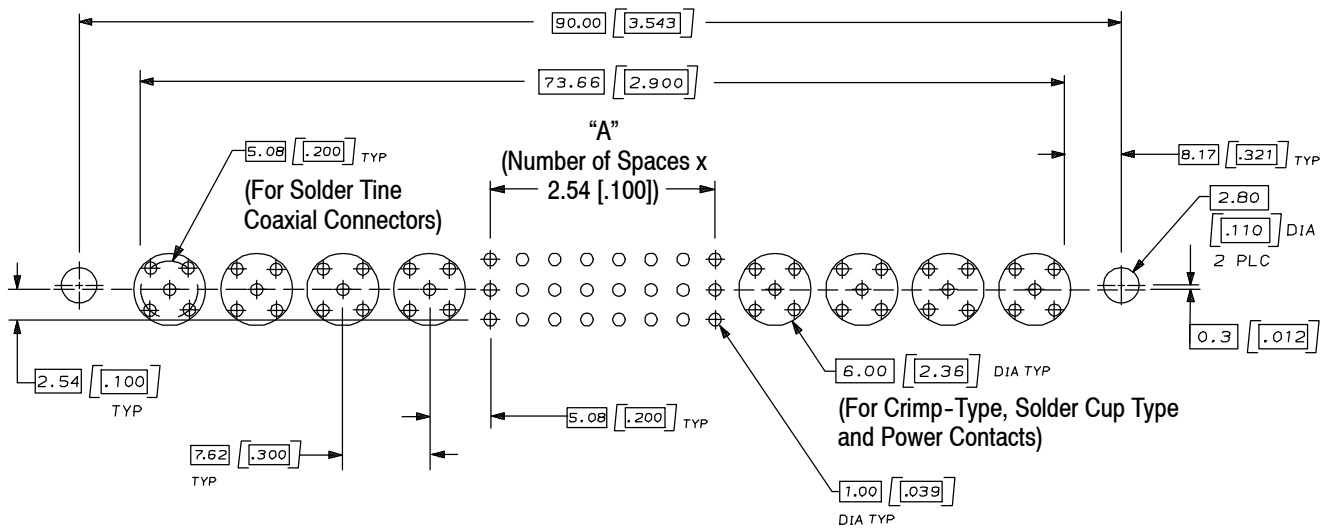 90.00 [3.543]
73.66 [2.900]
“A”
(Number of Spaces x
2.54 [.100])
5.08 [.200] TYP
(For Solder Tine
Coaxial Connectors)
8.17 [.321] TYP
2.80
[.110] DIA
2 PLC
0.3 [.012]
2.54 [.100]
TYP
6.00 [2.36] DIA TYP
(For Crimp-Type, Solder Cup Type
and Power Contacts)
5.08 [.200] TYP
7.62 [.300]
TYP
1.00 [.039]
DIA TYP